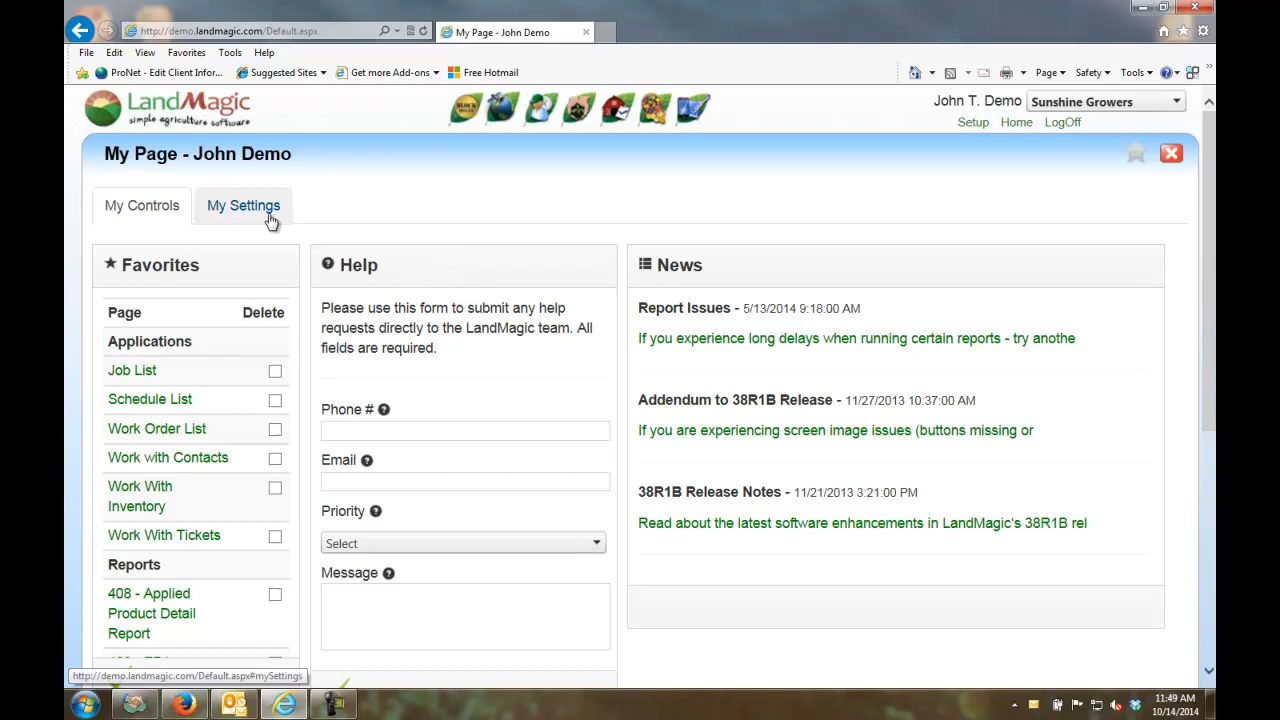 http://demo.landmagic.com/Default.aspx
My Page - John Demo
File Edit View Favorites Tools Help
ProNet - Edit Client Infor... Suggested Sites Get more Add-ons Free Hotmail
Page Safety Tools
LandMagic
simple agriculture software
John T. Demo Sunshine Growers
Setup Home LogOff
My Page - John Demo
My Controls My Settings
Favorites
Page Delete
Applications
Job List
Schedule List
Work Order List
Work with Contacts
Work With
Inventory
Work With Tickets
Reports
408 - Applied
Product Detail
Report
Help
Please use this form to submit any help
requests directly to the LandMagic team. All
fields are required.
Phone #
Email
Priority
Select
Message
News
Report Issues - 5/13/2014 9:18:00 AM
If you experience long delays when running certain reports - try anothe
Addendum to 38R1B Release - 11/27/2013 10:37:00 AM
If you are experiencing screen image issues (buttons missing or
38R1B Release Notes - 11/21/2013 3:21:00 PM
Read about the latest software enhancements in LandMagic's 38R1B rel
http://demo.landmagic.com/Default.aspx#mySettings
11:49 AM
10/14/2014